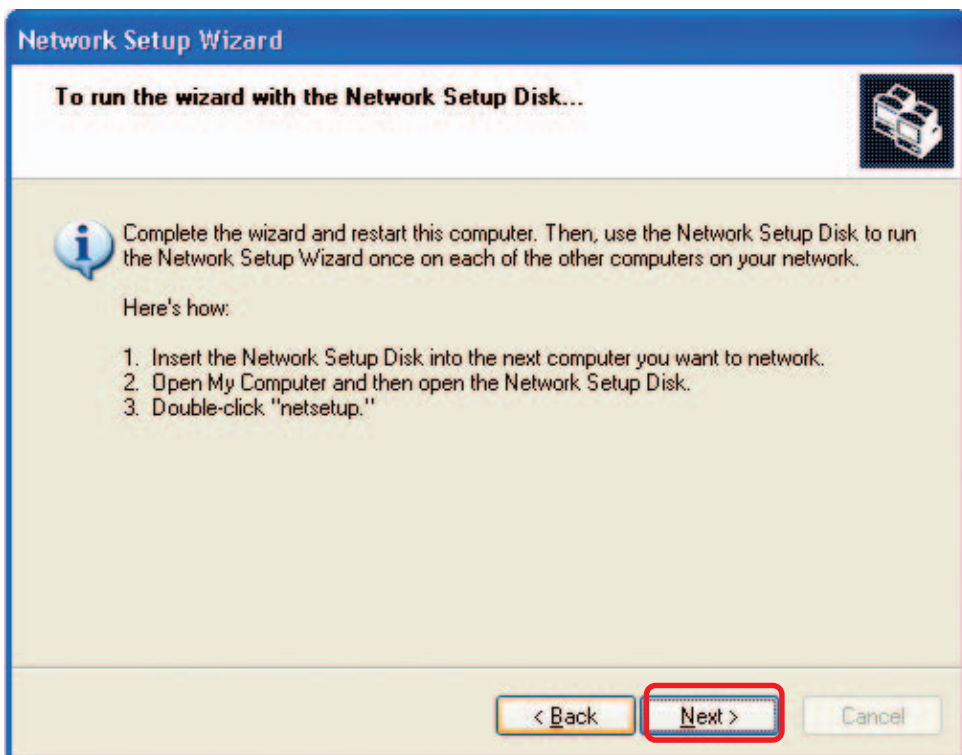 Network Setup Wizard
To run the wizard with the Network Setup Disk...
Complete the wizard and restart this computer. Then, use the Network Setup Disk to run
the Network Setup Wizard once on each of the other computers on your network.
Here's how:
1. Insert the Network Setup Disk into the next computer you want to network.
2. Open My Computer and then open the Network Setup Disk.
3. Double-click "netsetup."
< Back
Next >
Cancel